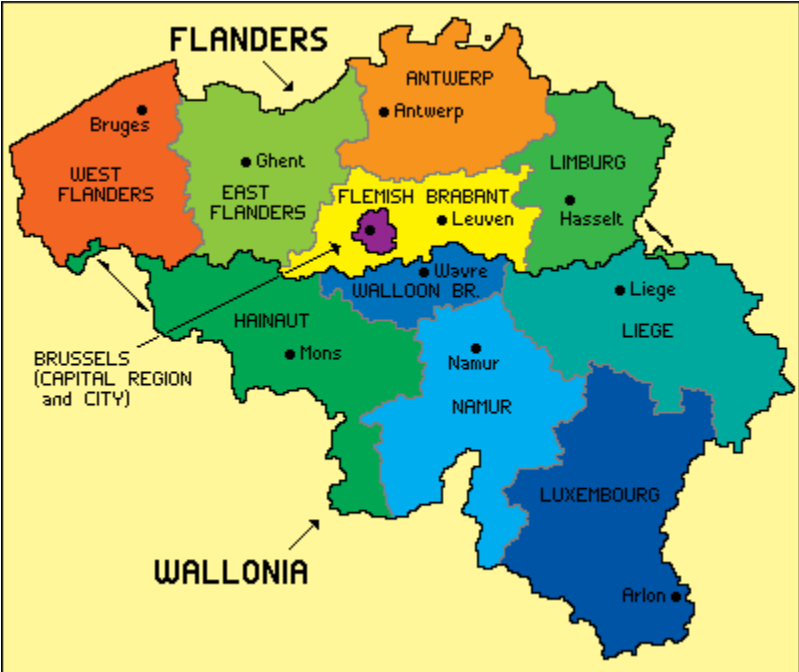 FLANDERS
ANTWERP
Antwerp
Bruges
Ghent
LIMBURG
WEST
FLANDERS
EAST
FLANDERS
FLEMISH BRABANT
Leuven
Hasselt
Wavre
WALLOON BR.
Liege
HAINAUT
LIEGE
Mons
BRUSSELS
(CAPITAL REGION
and CITY)
Namur
NAMUR
LUXEMBOURG
WALLONIA
Arlon